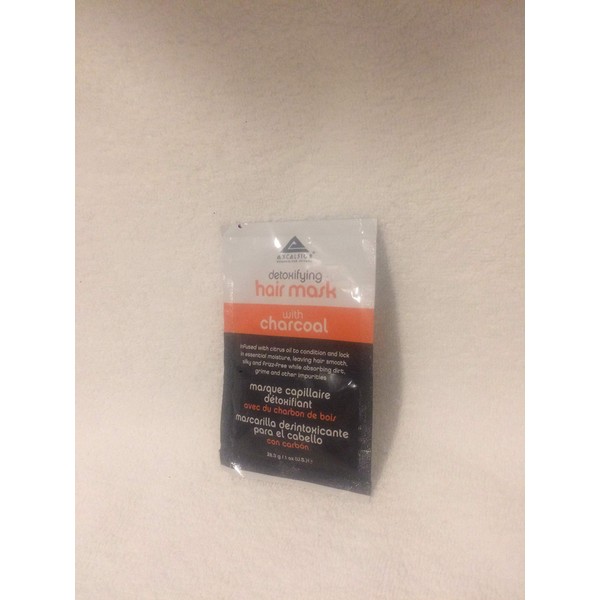 EXCELSIOR
detoxifying
hair mask
with
charcoal
infused with citrus oil to condition and lock
in essential moisture, leaving hair smooth,
silky and frizz-free while absorbing dirt,
grime and other impurities
masque capillaire
détoxifiant
avec du charbon de bois
mascarilla desintoxicante
para el cabello
con carbón